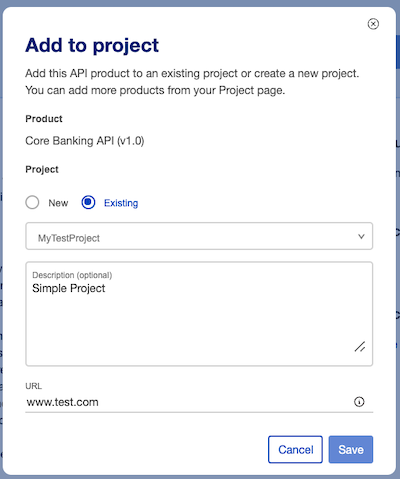 Add to project
Add this API product to an existing project or create a new project.
You can add more products from your Project page.
Product
Core Banking API (v1.0)
Project
New Existing
MyTestProject
Description (optional)
Simple Project
URL
www.test.com
Cancel Save